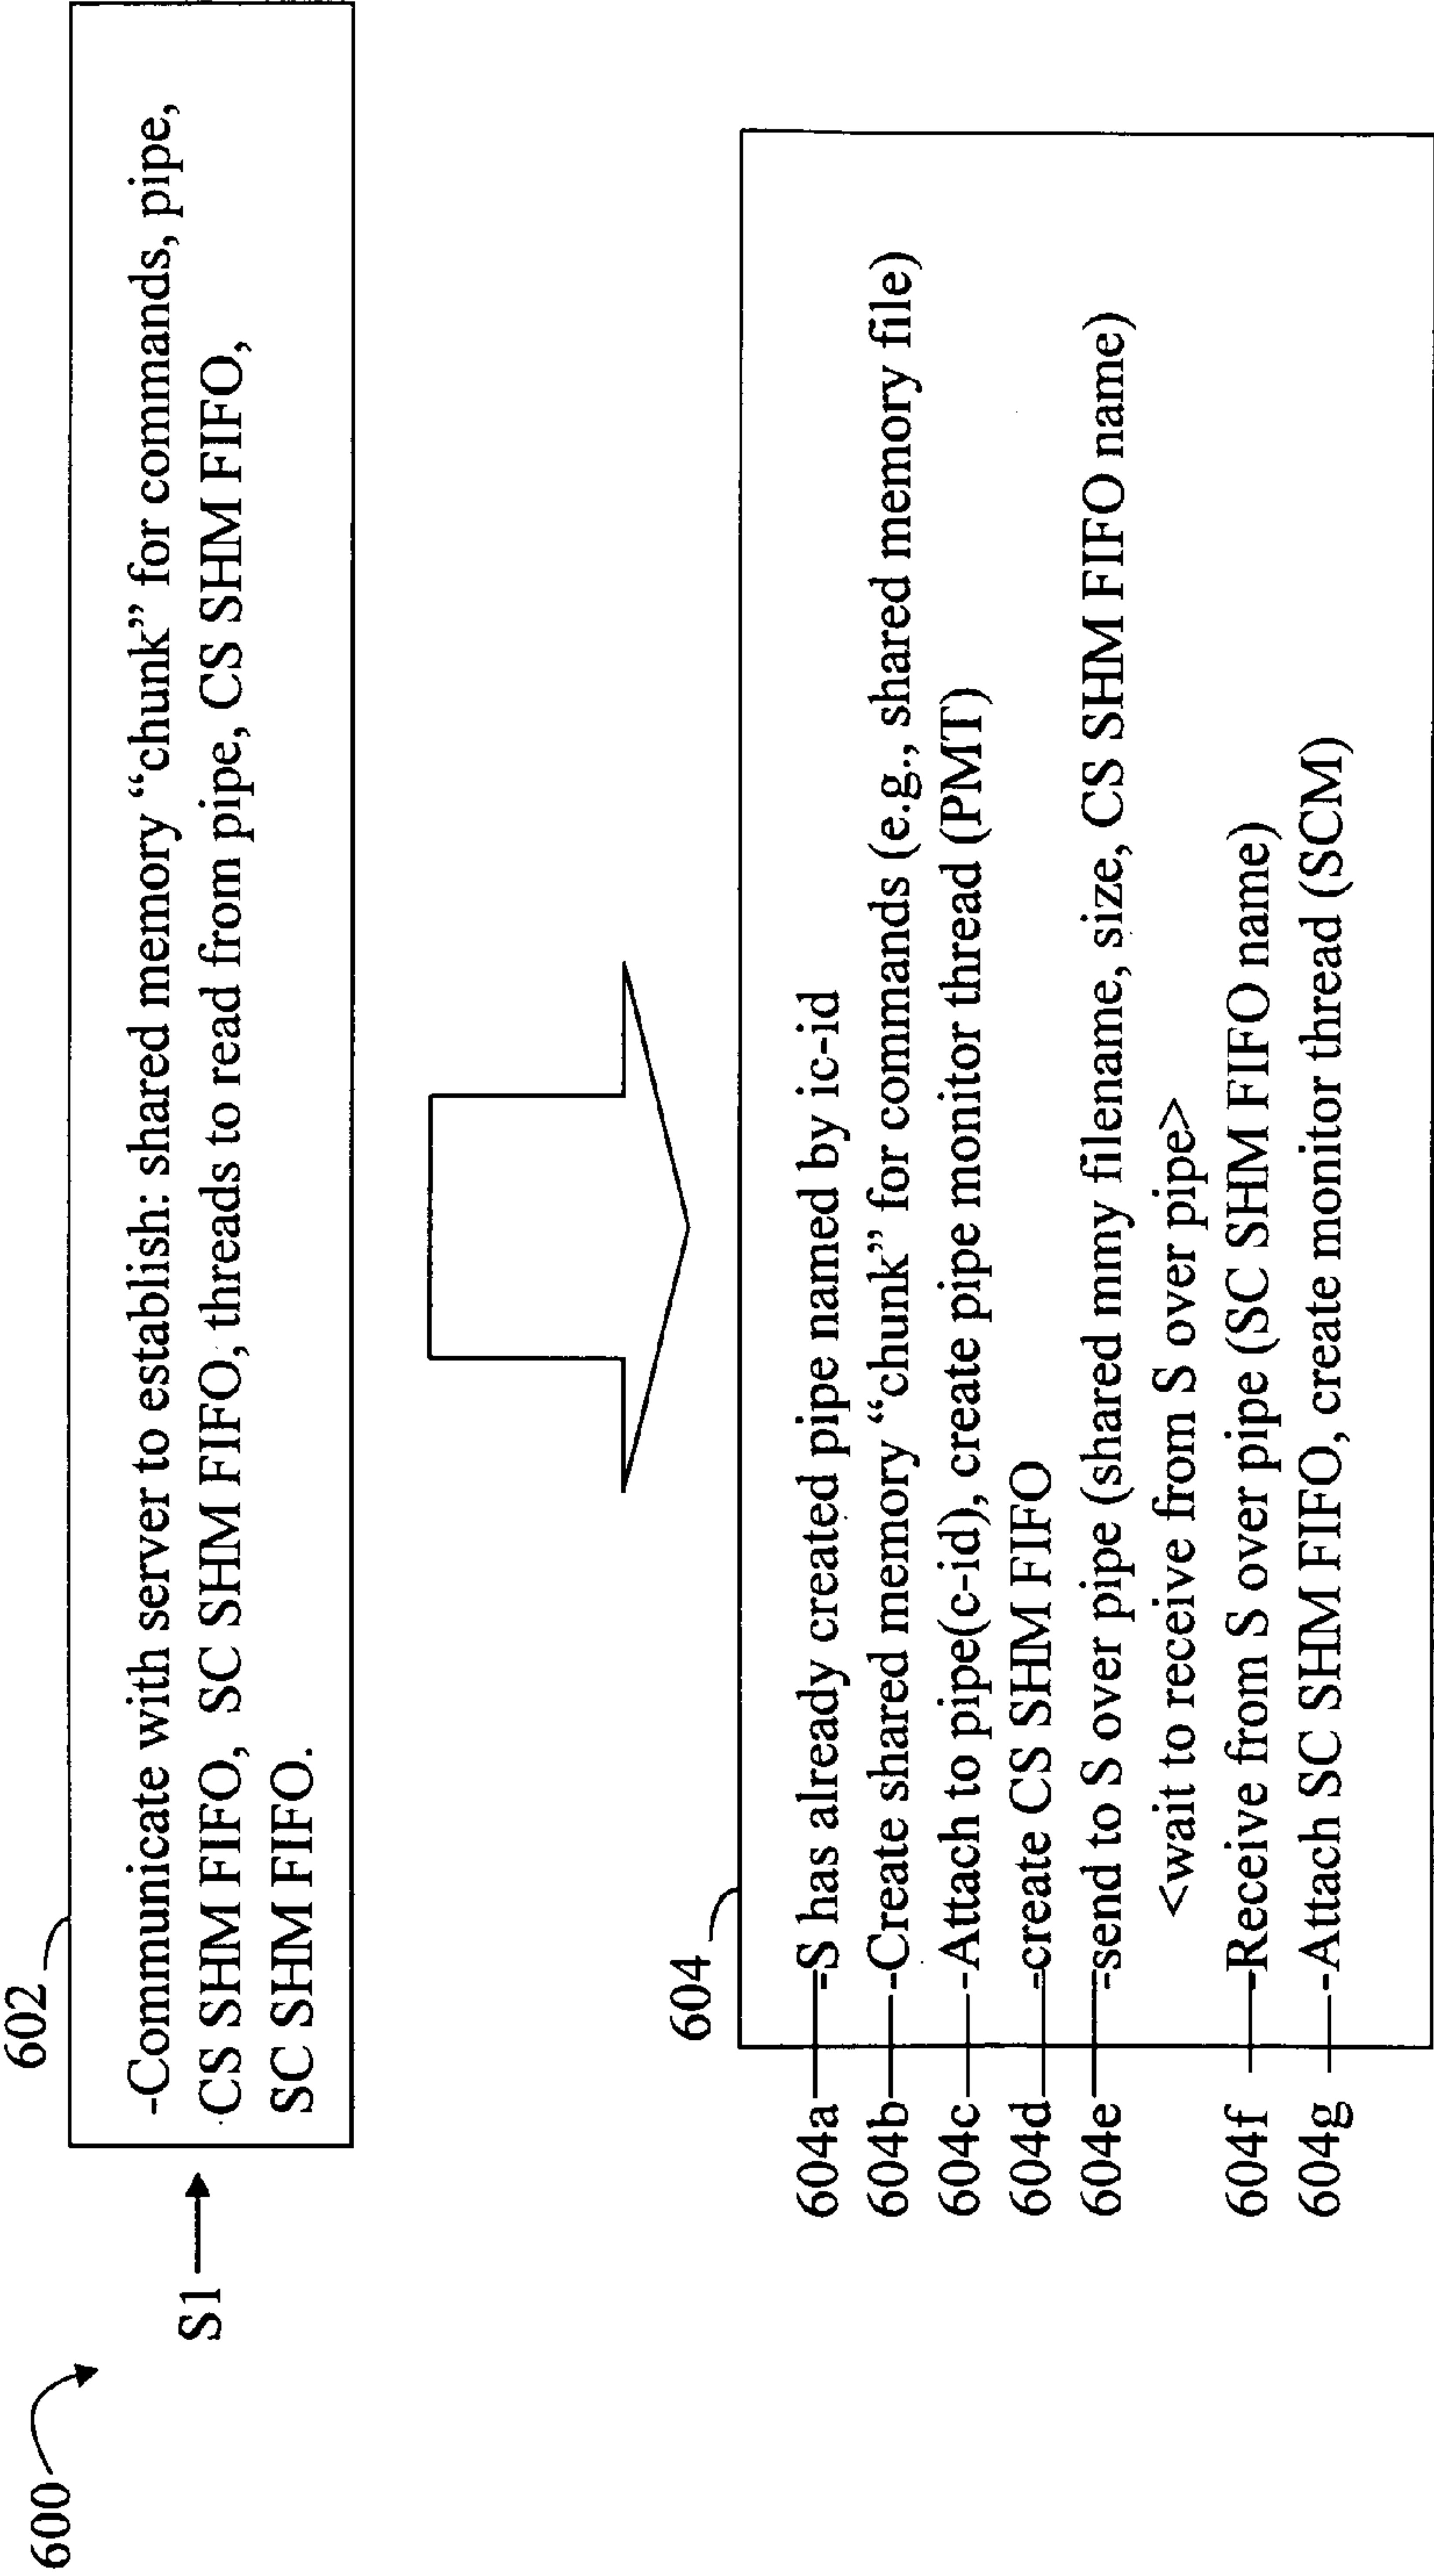 600
S1
602
-Communicate with server to establish: shared memory “chunk” for commands, pipe,
CS SHM FIFO, SC SHM FIFO, threads to read from pipe, CS SHM FIFO,
SC SHM FIFO.
604
604a -S has already created pipe named by ic-id
604b -Create shared memory “chunk” for commands (e.g., shared memory file)
604c -Attach to pipe(c-id), create pipe monitor thread (PMT)
604d -create CS SHM FIFO
604e -send to S over pipe (shared mmy filename, size, CS SHM FIFO name)
<wait to receive from S over pipe>
604f -Receive from S over pipe (SC SHM FIFO name)
604g -Attach SC SHM FIFO, create monitor thread (SCM)